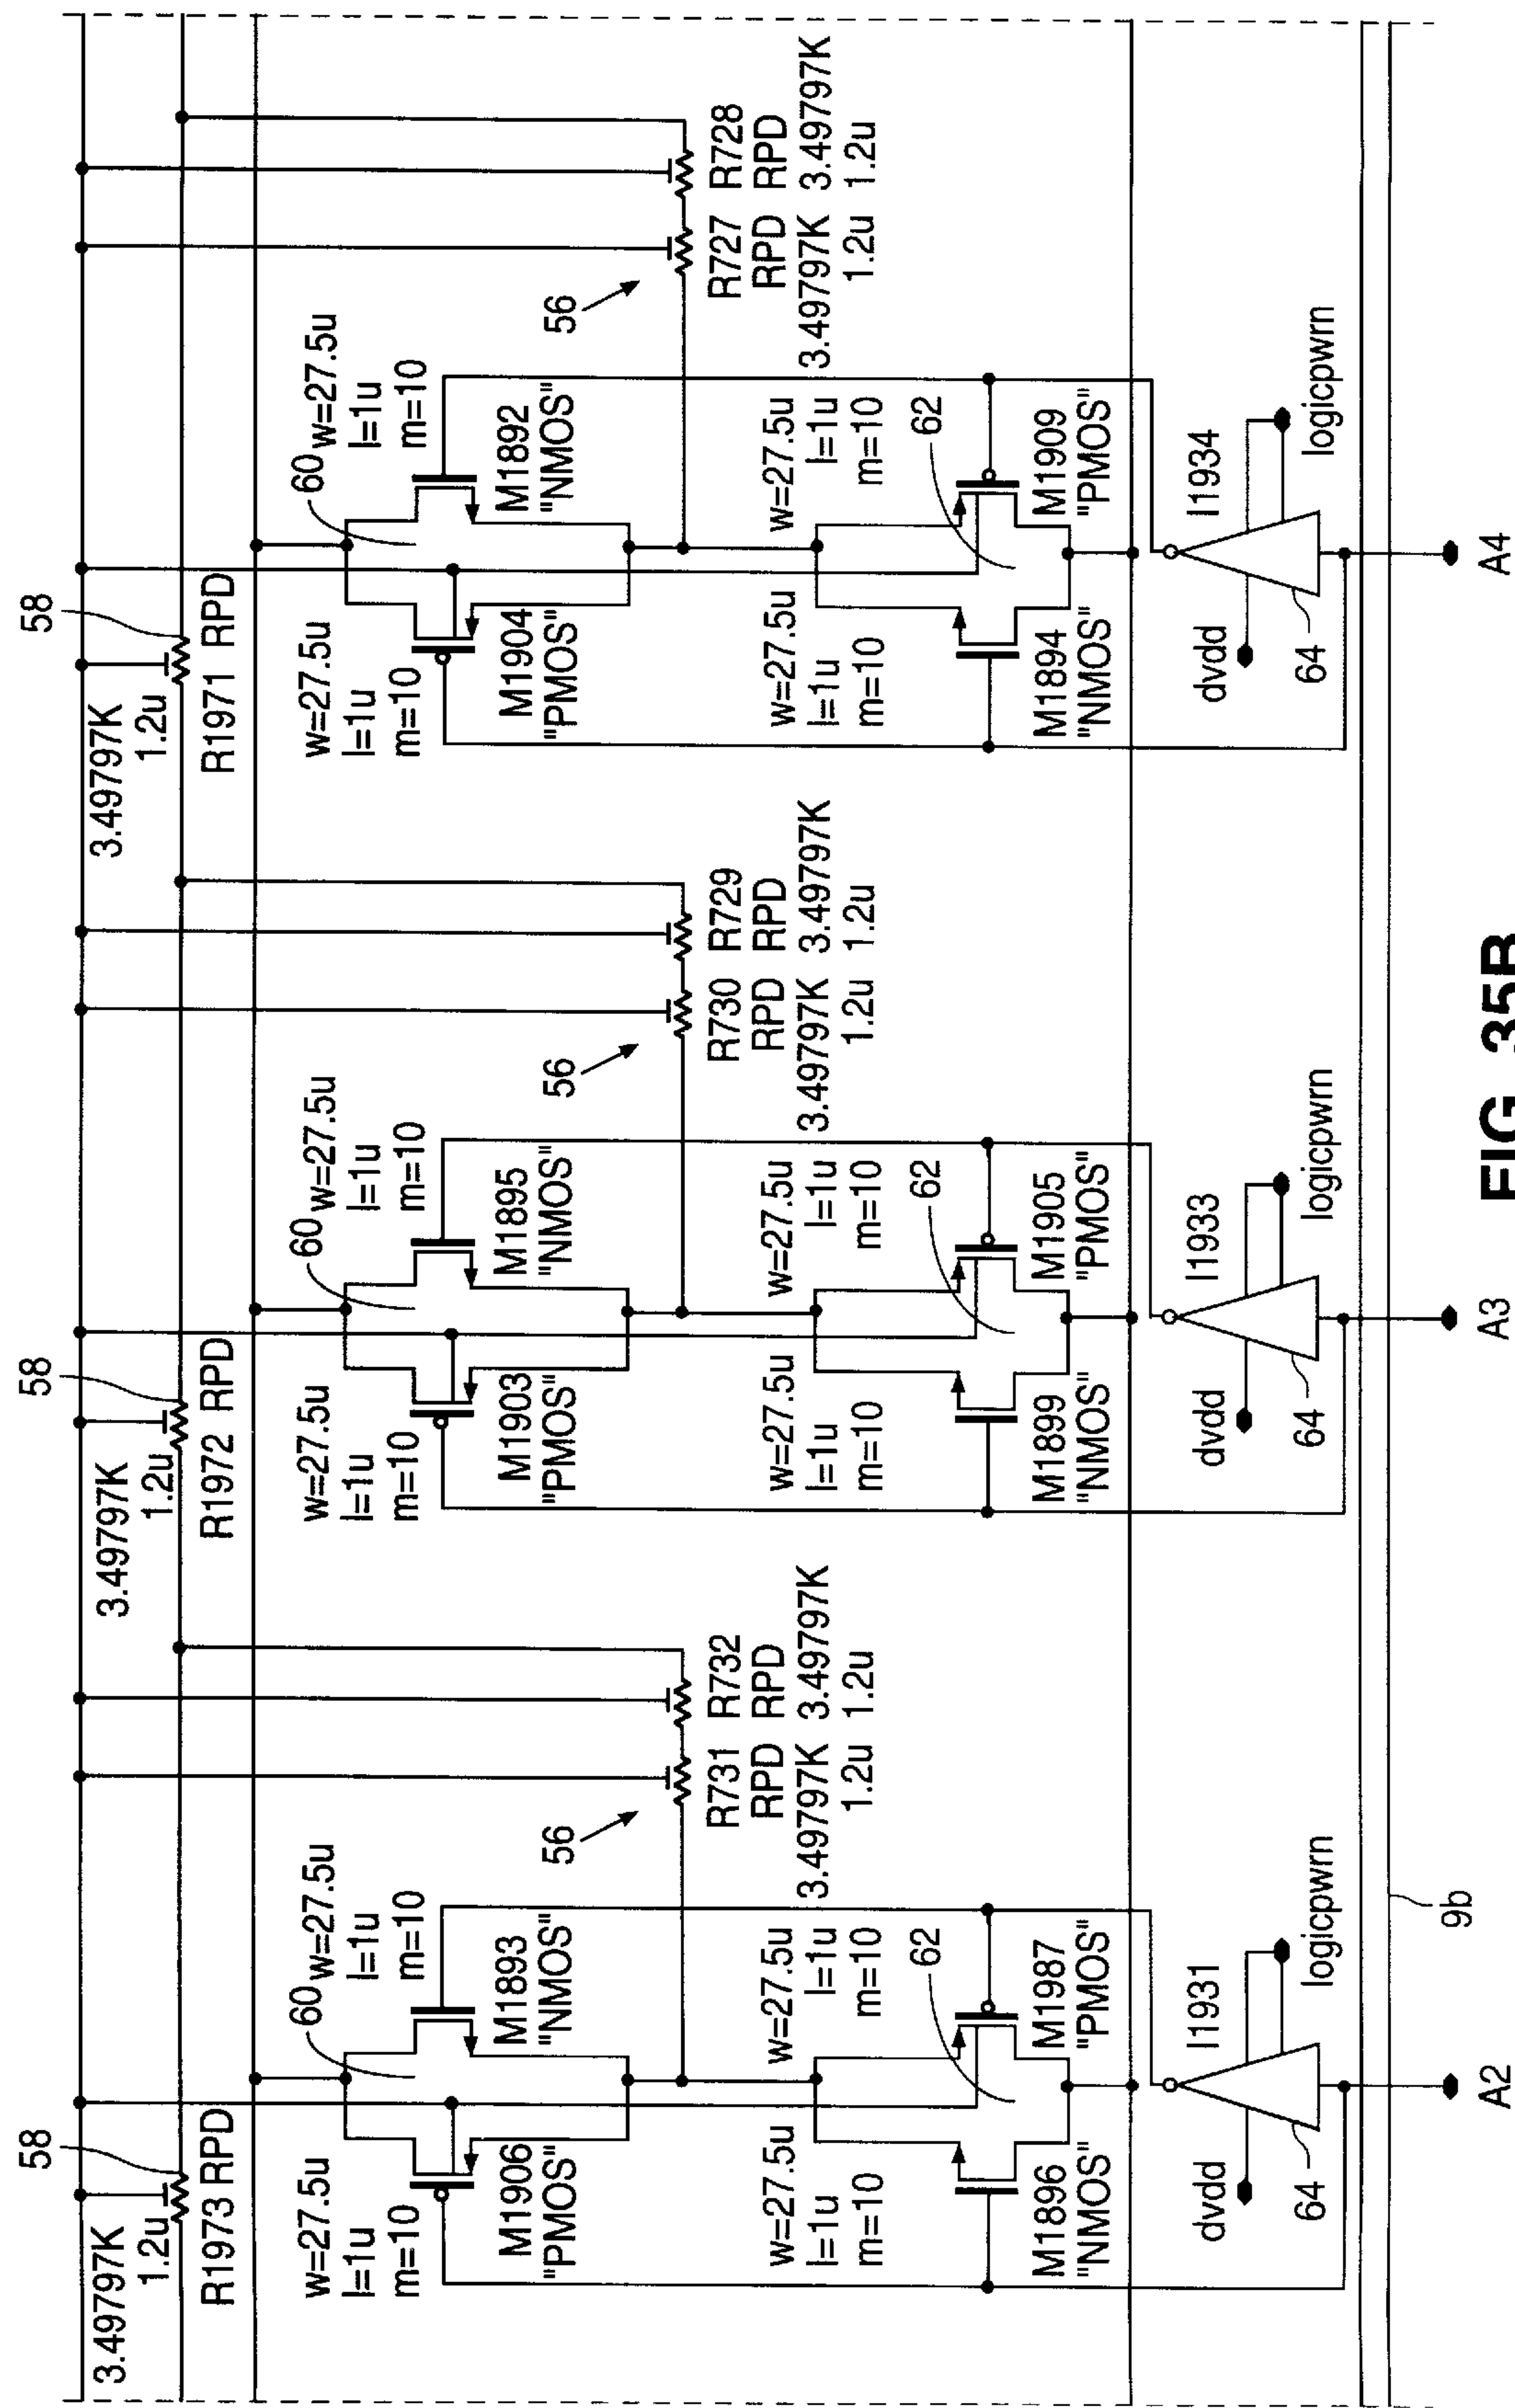 58
3.49797K
1.2u
R1973 RPD
60
w=27.5u
l=1u
m=10
w=27.5u
l=1u
m=10
M1906
"PMOS"
M1893
"NMOS"
56
R731
RPD
3.49797K
1.2u
R732
RPD
3.49797K
1.2u
w=27.5u
l=1u
m=10
w=27.5u
l=1u
m=10
62
M1896
"NMOS"
M1987
"PMOS"
dvdd
I1931
64
logicpwrn
A2
9b
58
3.49797K
1.2u
R1972 RPD
60
w=27.5u
l=1u
m=10
w=27.5u
l=1u
m=10
M1903
"PMOS"
M1895
"NMOS"
56
R730
RPD
3.49797K
1.2u
R729
RPD
3.49797K
1.2u
w=27.5u
l=1u
m=10
w=27.5u
l=1u
m=10
62
M1899
"NMOS"
M1905
"PMOS"
dvdd
I1933
64
logicpwrn
A3
58
3.49797K
1.2u
R1971 RPD
60
w=27.5u
l=1u
m=10
w=27.5u
l=1u
m=10
M1904
"PMOS"
M1892
"NMOS"
56
R727
RPD
3.49797K
1.2u
R728
RPD
3.49797K
1.2u
w=27.5u
l=1u
m=10
w=27.5u
l=1u
m=10
62
M1894
"NMOS"
M1909
"PMOS"
dvdd
I1934
64
logicpwrn
A4
FIG. 35B